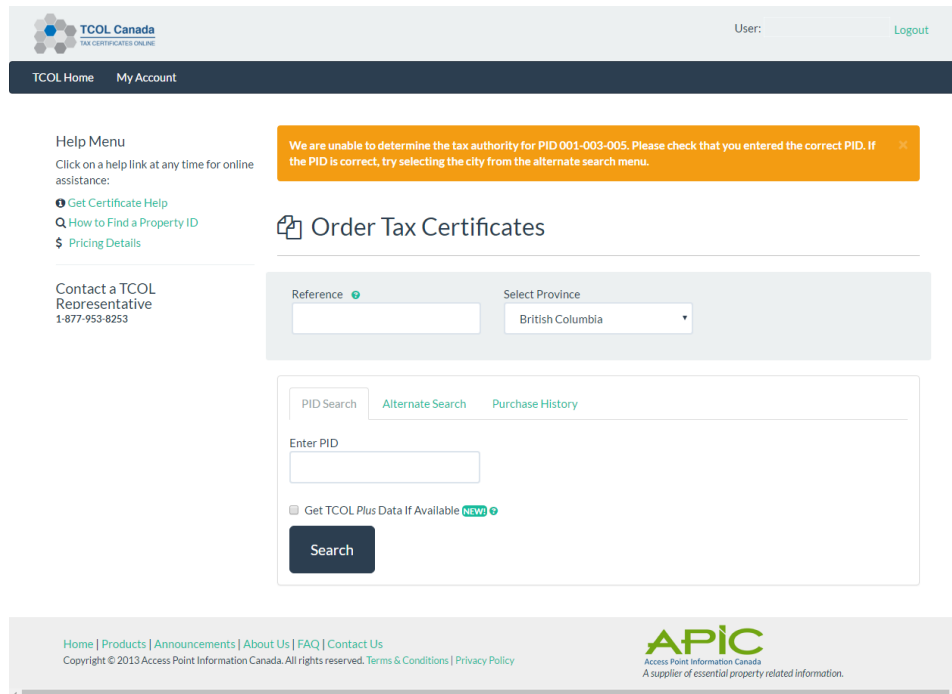 TCOL Canada
TAX CERTIFICATES ONLINE
User:
Logout
TCOL Home My Account
Help Menu
Click on a help link at any time for online
assistance:
Get Certificate Help
How to Find a Property ID
$ Pricing Details
Contact a TCOL
Representative
1-877-953-8253
We are unable to determine the tax authority for PID 001-003-005. Please check that you entered the correct PID. If
the PID is correct, try selecting the city from the alternate search menu.
×
Order Tax Certificates
Reference ?
Select Province
British Columbia
PID Search Alternate Search Purchase History
Enter PID
Get TCOL Plus Data If Available NEW! ?
Search
Home | Products | Announcements | About Us | FAQ | Contact Us
Copyright © 2013 Access Point Information Canada. All rights reserved. Terms & Conditions | Privacy Policy
APIC
Access Point Information Canada
A supplier of essential property related information.